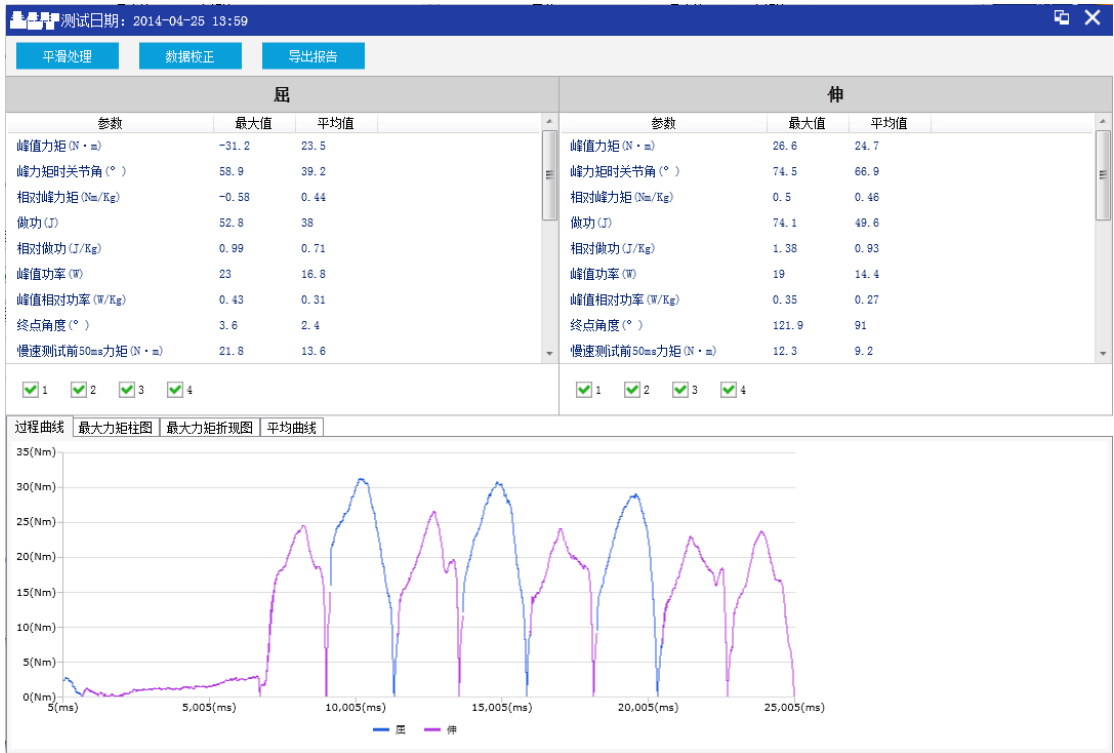 测试日期: 2014-04-25 13:59
平滑处理 数据校正 导出报告
屈
参数 最大值 平均值
峰值力矩(N·m) -31.2 23.5
峰力矩时关节角(°) 58.9 39.2
相对峰力矩(Nm/Kg) -0.58 0.44
做功(J) 52.8 38
相对做功(J/Kg) 0.99 0.71
峰值功率(W) 23 16.8
峰值相对功率(W/Kg) 0.43 0.31
终点角度(°) 3.6 2.4
慢速测试前50ms力矩(N·m) 21.8 13.6
1 2 3 4
伸
参数 最大值 平均值
峰值力矩(N·m) 26.6 24.7
峰力矩时关节角(°) 74.5 66.9
相对峰力矩(Nm/Kg) 0.5 0.46
做功(J) 74.1 49.6
相对做功(J/Kg) 1.38 0.93
峰值功率(W) 19 14.4
峰值相对功率(W/Kg) 0.35 0.27
终点角度(°) 121.9 91
慢速测试前50ms力矩(N·m) 12.3 9.2
1 2 3 4
过程曲线 最大力矩柱图 最大力矩折现图 平均曲线
35(Nm)
30(Nm)
25(Nm)
20(Nm)
15(Nm)
10(Nm)
5(Nm)
0(Nm)
5(ms) 5,005(ms) 10,005(ms) 15,005(ms) 20,005(ms) 25,005(ms)
屈 伸